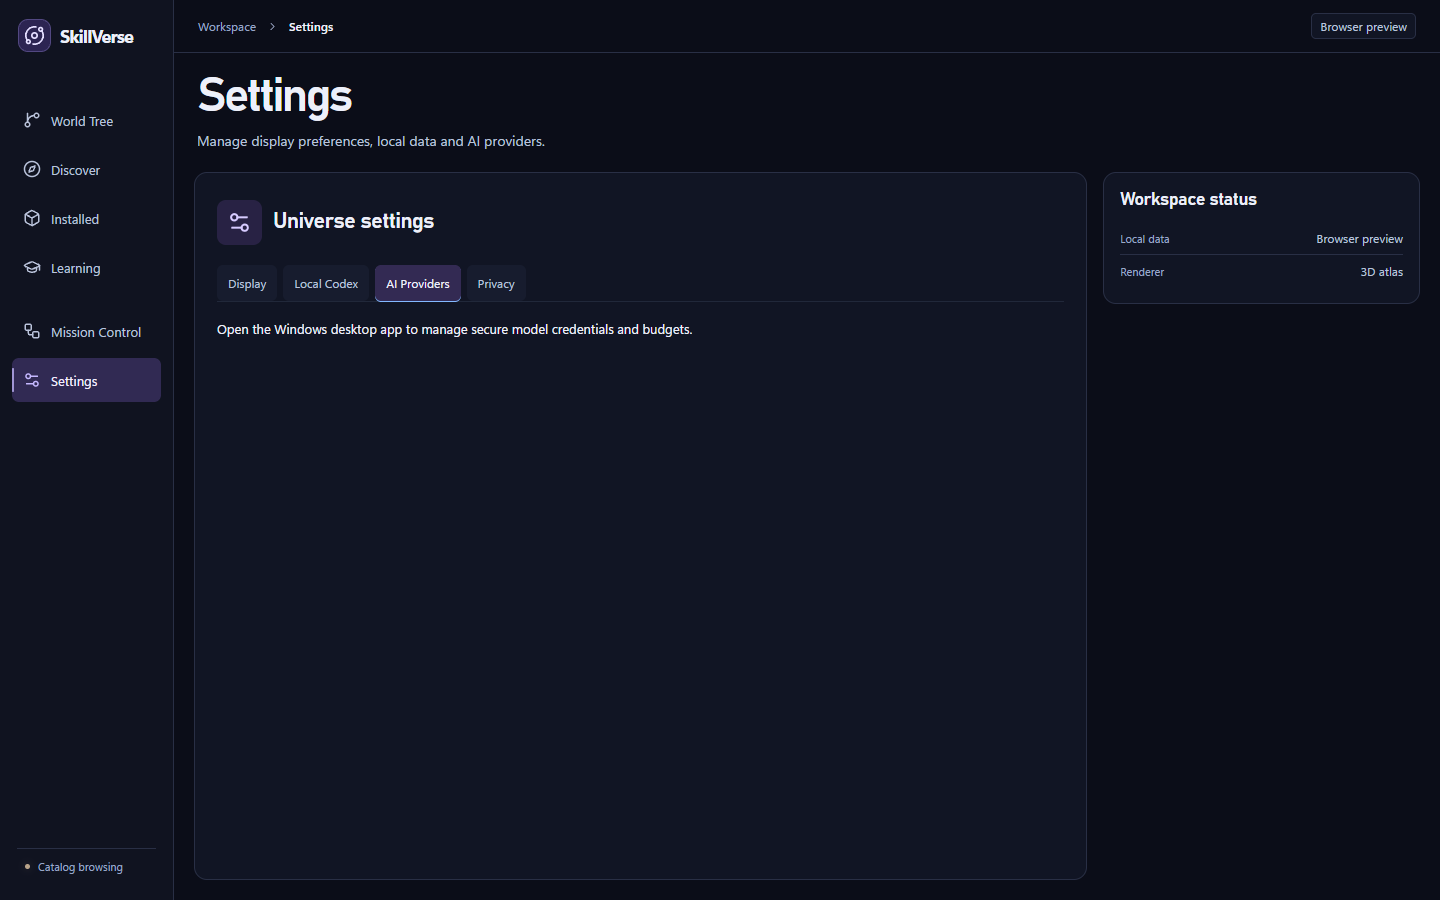 SkillVerse
Workspace > Settings
Browser preview
World Tree
Discover
Installed
Learning
Mission Control
Settings
Catalog browsing
Settings
Manage display preferences, local data and AI providers.
Universe settings
Display
Local Codex
AI Providers
Privacy
Open the Windows desktop app to manage secure model credentials and budgets.
Workspace status
Local data Browser preview
Renderer 3D atlas